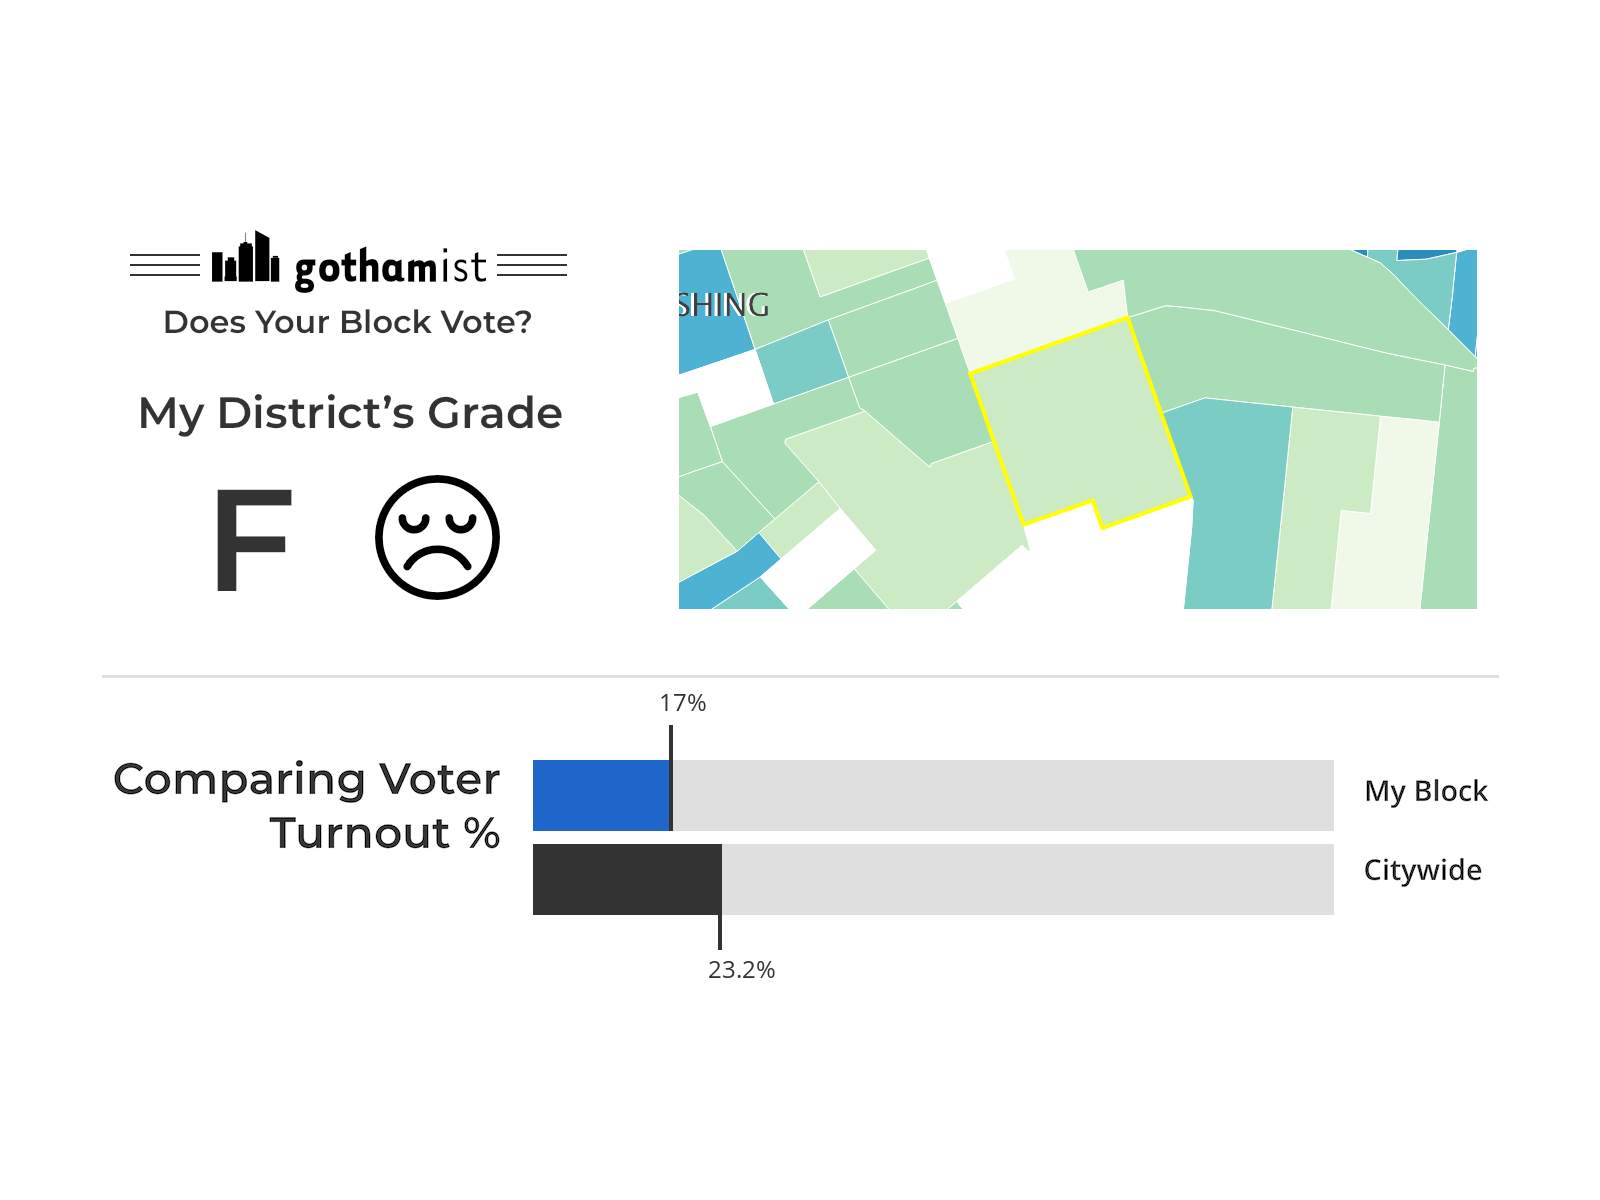 gothamist
Does Your Block Vote?
My District’s Grade
F
SHING
17%
Comparing Voter
Turnout %
My Block
Citywide
23.2%